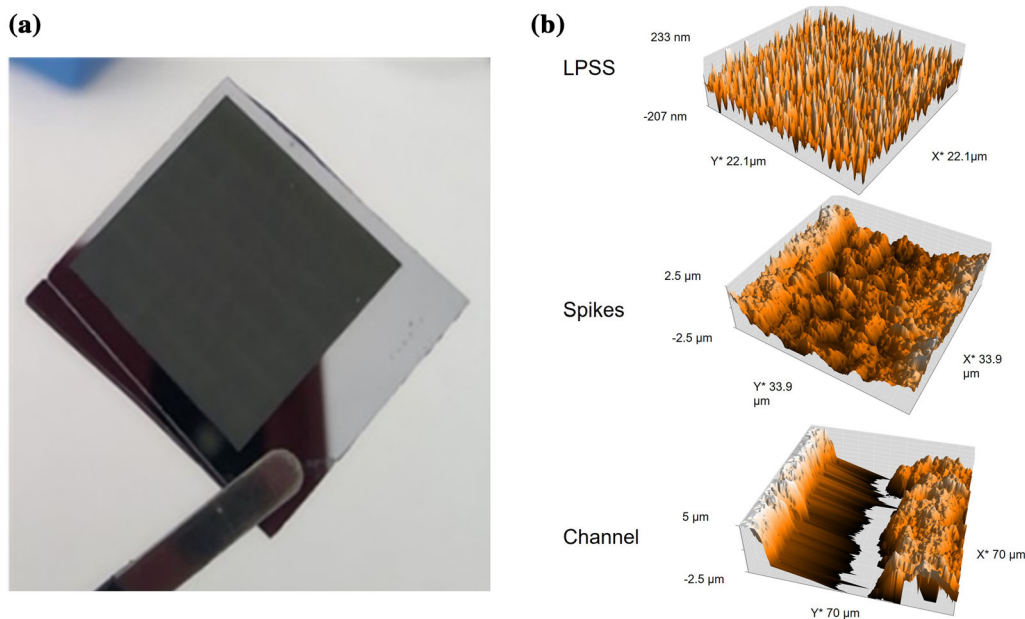 (a)
(b)
LPSS
233 nm
-207 nm
Y* 22.1µm
X* 22.1µm
Spikes
2.5 µm
-2.5 µm
Y* 33.9
µm
X* 33.9
µm
Channel
5 µm
-2.5 µm
Y* 70 µm
X* 70 µm